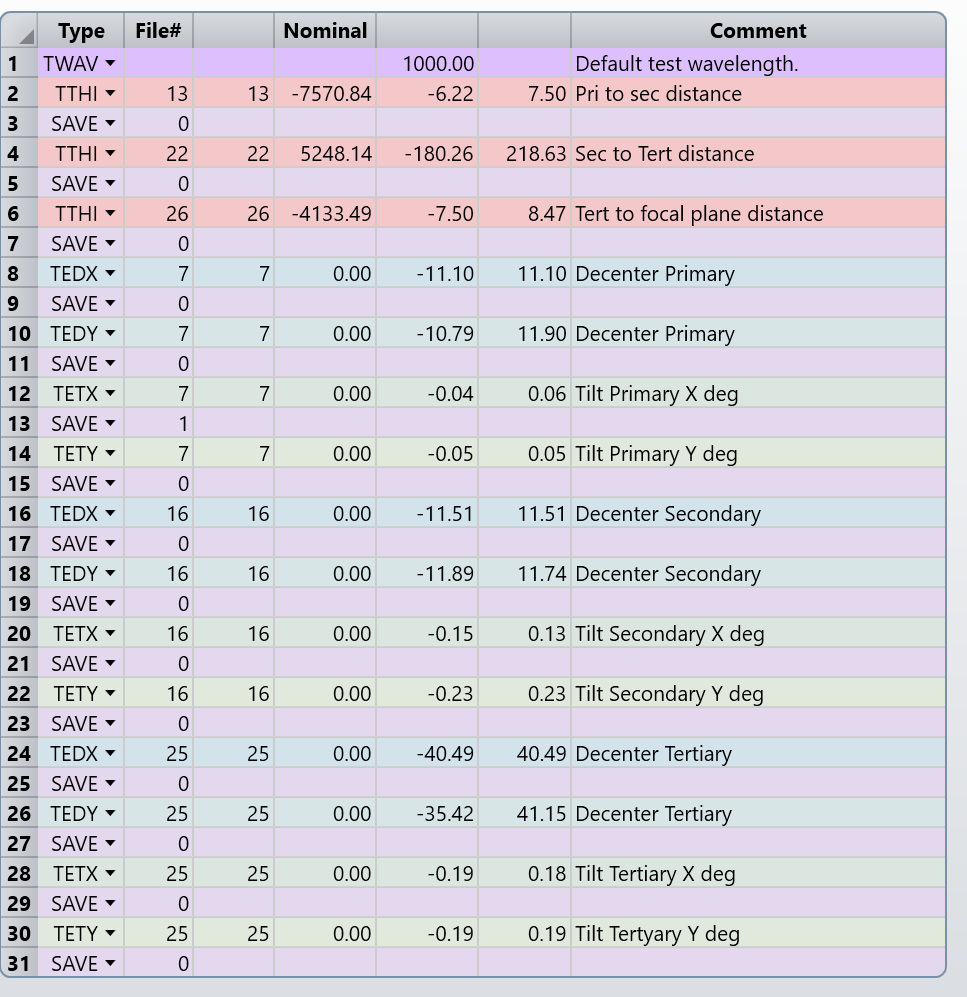 Type File# Nominal Comment
1 TWAV 1000.00 Default test wavelength.
2 TTHI 13 13 -7570.84 -6.22 7.50 Pri to sec distance
3 SAVE 0
4 TTHI 22 22 5248.14 -180.26 218.63 Sec to Tert distance
5 SAVE 0
6 TTHI 26 26 -4133.49 -7.50 8.47 Tert to focal plane distance
7 SAVE 0
8 TEDX 7 7 0.00 -11.10 11.10 Decenter Primary
9 SAVE 0
10 TEDY 7 7 0.00 -10.79 11.90 Decenter Primary
11 SAVE 0
12 TETX 7 7 0.00 -0.04 0.06 Tilt Primary X deg
13 SAVE 1
14 TETY 7 7 0.00 -0.05 0.05 Tilt Primary Y deg
15 SAVE 0
16 TEDX 16 16 0.00 -11.51 11.51 Decenter Secondary
17 SAVE 0
18 TEDY 16 16 0.00 -11.89 11.74 Decenter Secondary
19 SAVE 0
20 TETX 16 16 0.00 -0.15 0.13 Tilt Secondary X deg
21 SAVE 0
22 TETY 16 16 0.00 -0.23 0.23 Tilt Secondary Y deg
23 SAVE 0
24 TEDX 25 25 0.00 -40.49 40.49 Decenter Tertiary
25 SAVE 0
26 TEDY 25 25 0.00 -35.42 41.15 Decenter Tertiary
27 SAVE 0
28 TETX 25 25 0.00 -0.19 0.18 Tilt Tertiary X deg
29 SAVE 0
30 TETY 25 25 0.00 -0.19 0.19 Tilt Tertyary Y deg
31 SAVE 0